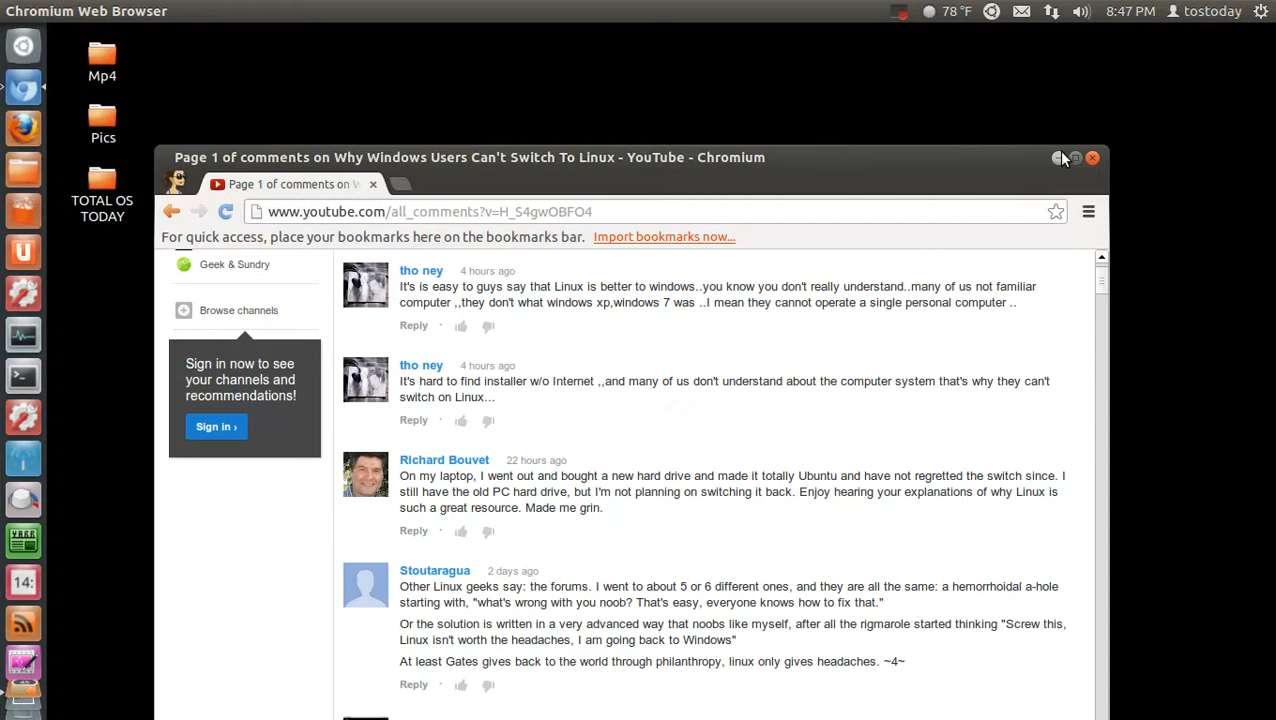 Chromium Web Browser
78 °F
8:47 PM
tostoday
Mp4
Pics
TOTAL OS
TODAY
Page 1 of comments on Why Windows Users Can't Switch To Linux - YouTube - Chromium
Page 1 of comments on W
www.youtube.com/all_comments?v=H_S4gwOBFO4
For quick access, place your bookmarks here on the bookmarks bar. Import bookmarks now...
Geek & Sundry
Browse channels
Sign in now to see
your channels and
recommendations!
Sign in ›
tho ney 4 hours ago
It's is easy to guys say that Linux is better to windows..you know you don't really understand..many of us not familiar
computer ,,they don't what windows xp,windows 7 was ..I mean they cannot operate a single personal computer ..
Reply ·
tho ney 4 hours ago
It's hard to find installer w/o Internet ,,and many of us don't understand about the computer system that's why they can't
switch on Linux...
Reply ·
Richard Bouvet 22 hours ago
On my laptop, I went out and bought a new hard drive and made it totally Ubuntu and have not regretted the switch since. I
still have the old PC hard drive, but I'm not planning on switching it back. Enjoy hearing your explanations of why Linux is
such a great resource. Made me grin.
Reply ·
Stoutaragua 2 days ago
Other Linux geeks say: the forums. I went to about 5 or 6 different ones, and they are all the same: a hemorrhoidal a-hole
starting with, "what's wrong with you noob? That's easy, everyone knows how to fix that."
Or the solution is written in a very advanced way that noobs like myself, after all the rigmarole started thinking "Screw this,
Linux isn't worth the headaches, I am going back to Windows"
At least Gates gives back to the world through philanthropy, linux only gives headaches. ~4~
Reply ·
U
YARR
14: